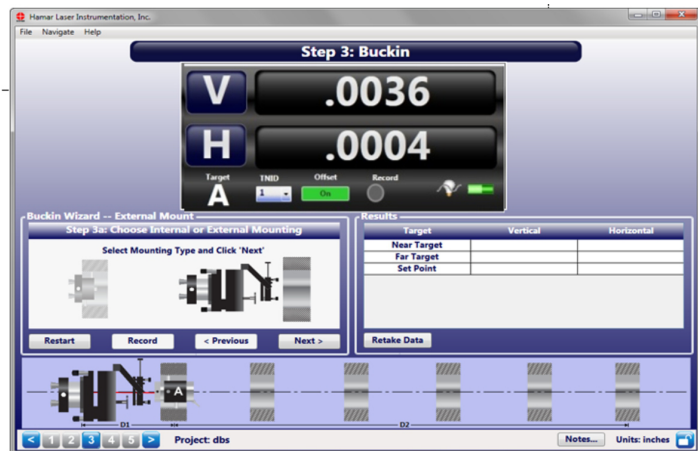 Hamar Laser Instrumentation, Inc.
File Navigate Help
Step 3: Buckin
V .0036
H .0004
Target TNID Offset Record
A 1 On
Buckin Wizard -- External Mount
Step 3a: Choose Internal or External Mounting
Select Mounting Type and Click 'Next'
Restart Record < Previous Next >
Results
Target Vertical Horizontal
Near Target
Far Target
Set Point
Retake Data
A
D1 D2
< 1 2 3 4 5 > Project: dbs Notes... Units: inches